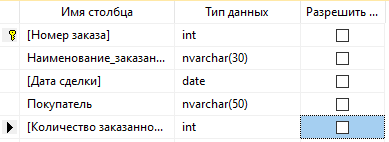 Имя столбца Тип данных Разрешить ...
[Номер заказа] int
Наименование_заказан... nvarchar(30)
[Дата сделки] date
Покупатель nvarchar(50)
[Количество заказанно... int